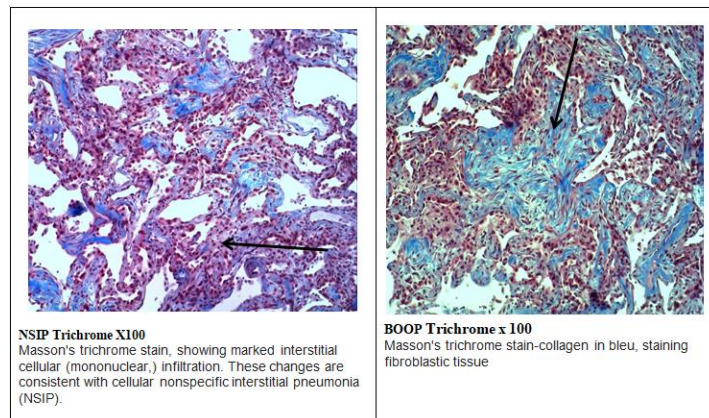 NSIP Trichrome X100
Masson's trichrome stain, showing marked interstitial
cellular (mononuclear,) infiltration. These changes are
consistent with cellular nonspecific interstitial pneumonia
(NSIP).
BOOP Trichrome x 100
Masson's trichrome stain-collagen in bleu, staining
fibroblastic tissue